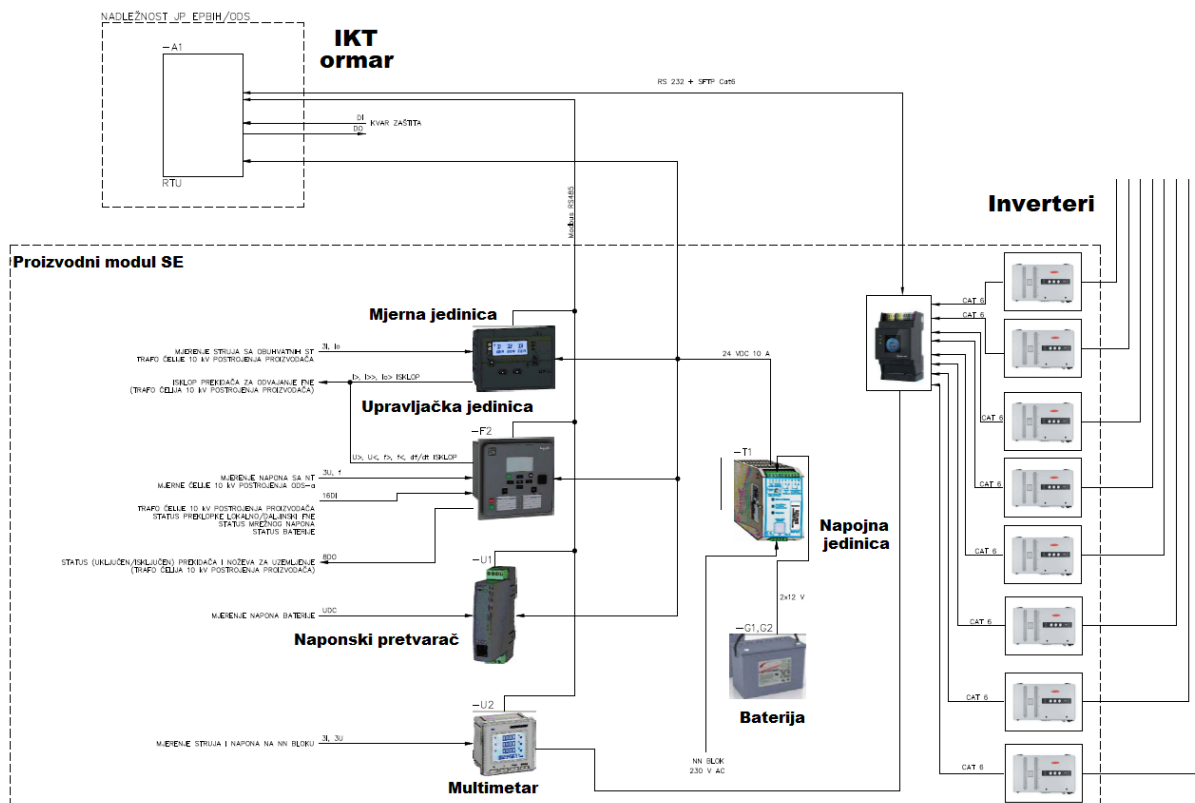 NADLEŽNOST JP EPBIH/ODS
IKT
ormar
-A1
RS 232 + SFTP Cat6
DI
KVAR ZAŠTITA
DO
RTU
Modbus RS485
Inverteri
Proizvodni modul SE
CAT 6
CAT 6
Mjerna jedinica
3I, Io
MJERENJE STRUJA SA OBUHVATNIH ST
TRAFO ĆELIJE 10 kV POSTROJENJA PROIZVOĐAČA
24 VDC 10 A
I>, I>>, Io> ISKLOP
ISKLOP PREKIDAČA ZA ODVAJANJE FNE
(TRAFO ĆELIJA 10 kV POSTROJENJA PROIZVOĐAČA)
CAT 6
Upravljačka jedinica
-F2
U>, U<, f>, f<, df/dt ISKLOP
-T1
3U, f
MJERENJE NAPONA SA NT
MJERNE ĆELIJE 10 kV POSTROJENJA ODS-a
16DI
CAT 6
TRAFO ĆELIJE 10 kV POSTROJENJA PROIZVOĐAČA
STATUS PREKLOPKE LOKALNO/DALJINSKI FNE
STATUS MREŽNOG NAPONA
STATUS BATERIJE
Napojna
jedinica
8DO
STATUS (UKLJUČEN/ISKLJUČEN) PREKIDAČA I NOŽEVA ZA UZEMLJENJE
(TRAFO ĆELIJA 10 kV POSTROJENJA PROIZVOĐAČA)
CAT 6
-U1
2x12 V
UDC
MJERENJE NAPONA BATERIJE
CAT 6
Naponski pretvarač
-G1,G2
CAT 6
-U2
Baterija
3I, 3U
MJERENJE STRUJA I NAPONA NA NN BLOKU
NN BLOK
230 V AC
CAT 6
Multimetar